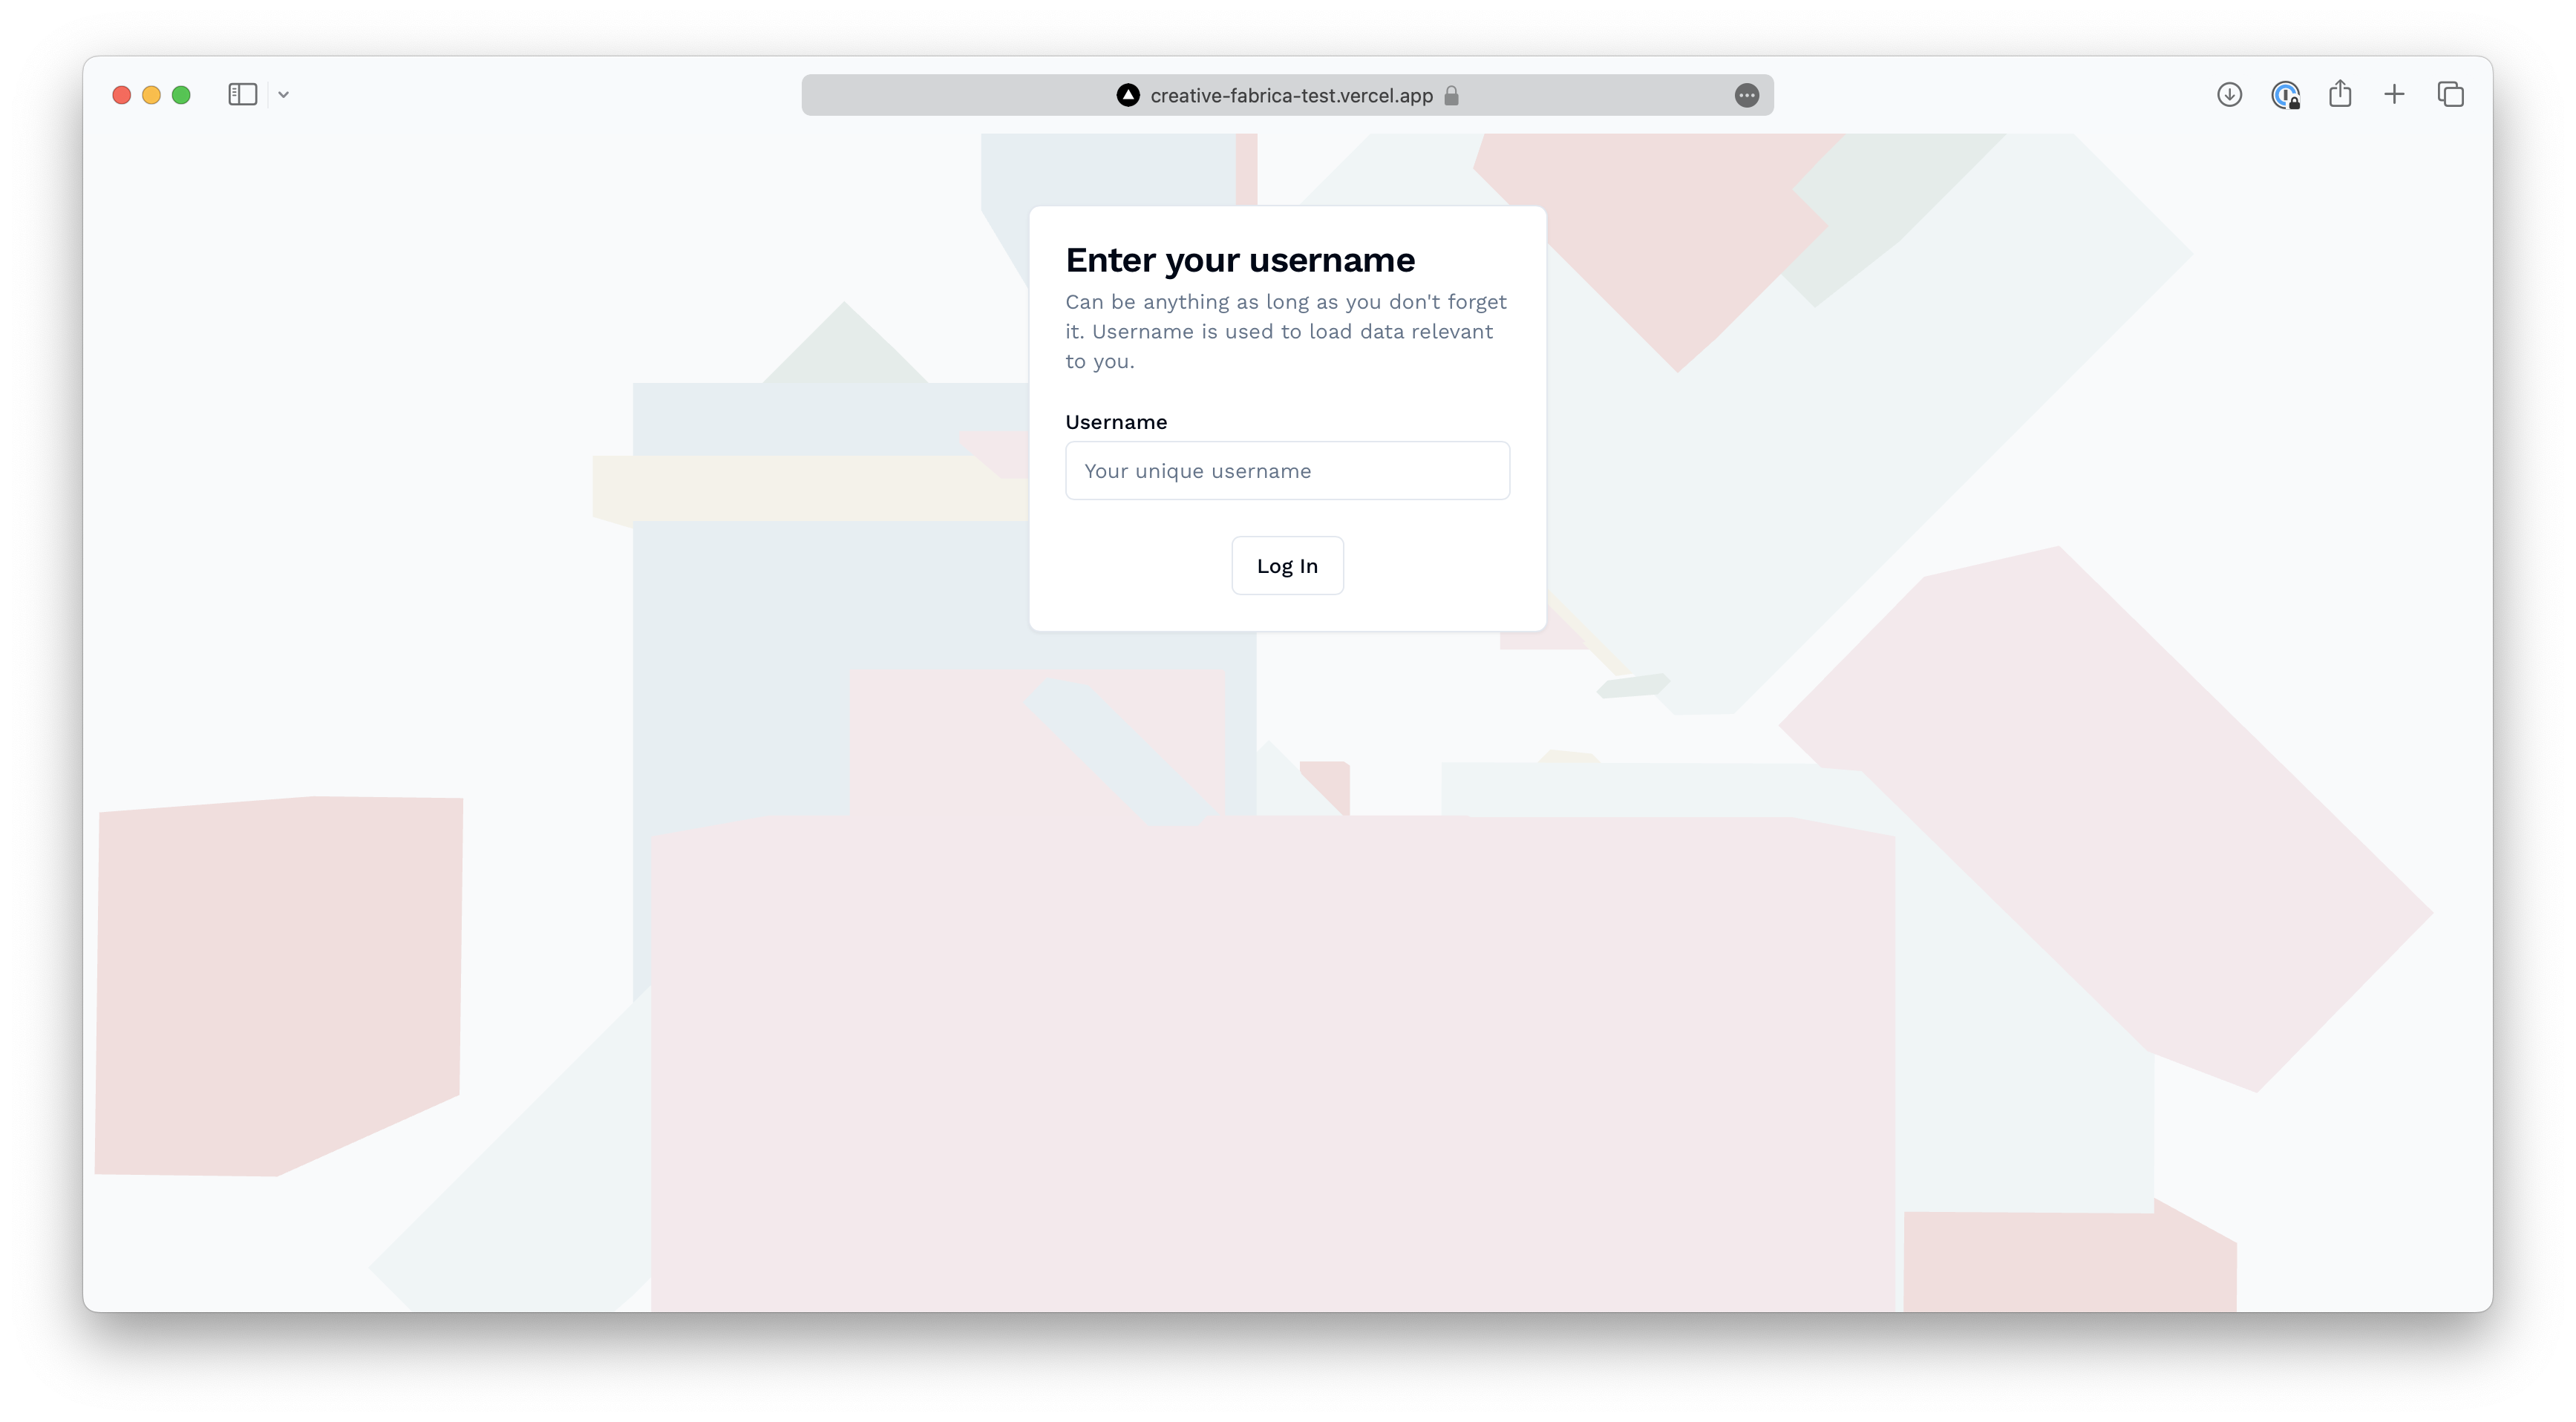 creative-fabrica-test.vercel.app
Enter your username
Can be anything as long as you don't forget
it. Username is used to load data relevant
to you.
Username
Your unique username
Log In